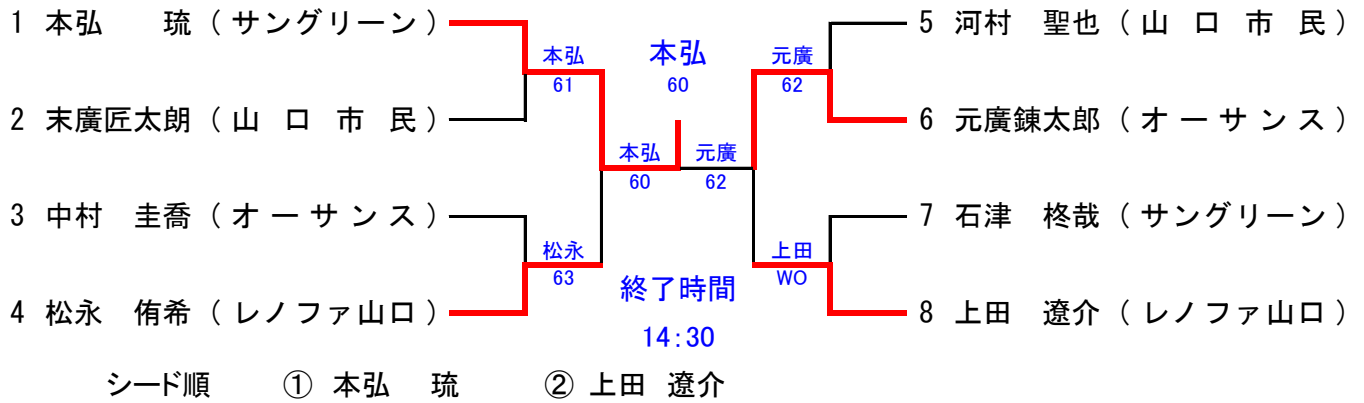 1 本弘　琉 （ サングリーン ）
5 河村　聖也 （ 山 口 市 民 ）
本弘
61
本弘
60
元廣
62
2 末廣匠太朗 （ 山 口 市 民 ）
6 元廣錬太郎 （ オ ー サ ン ス ）
本弘
60
元廣
62
3 中村　圭喬 （ オ ー サ ン ス ）
7 石津　柊哉 （ サングリーン ）
松永
63
上田
WO
終了時間
4 松永　侑希 （ レノファ山口 ）
8 上田　遼介 （ レノファ山口 ）
14:30
シード順　① 本弘　琉　② 上田 遼介